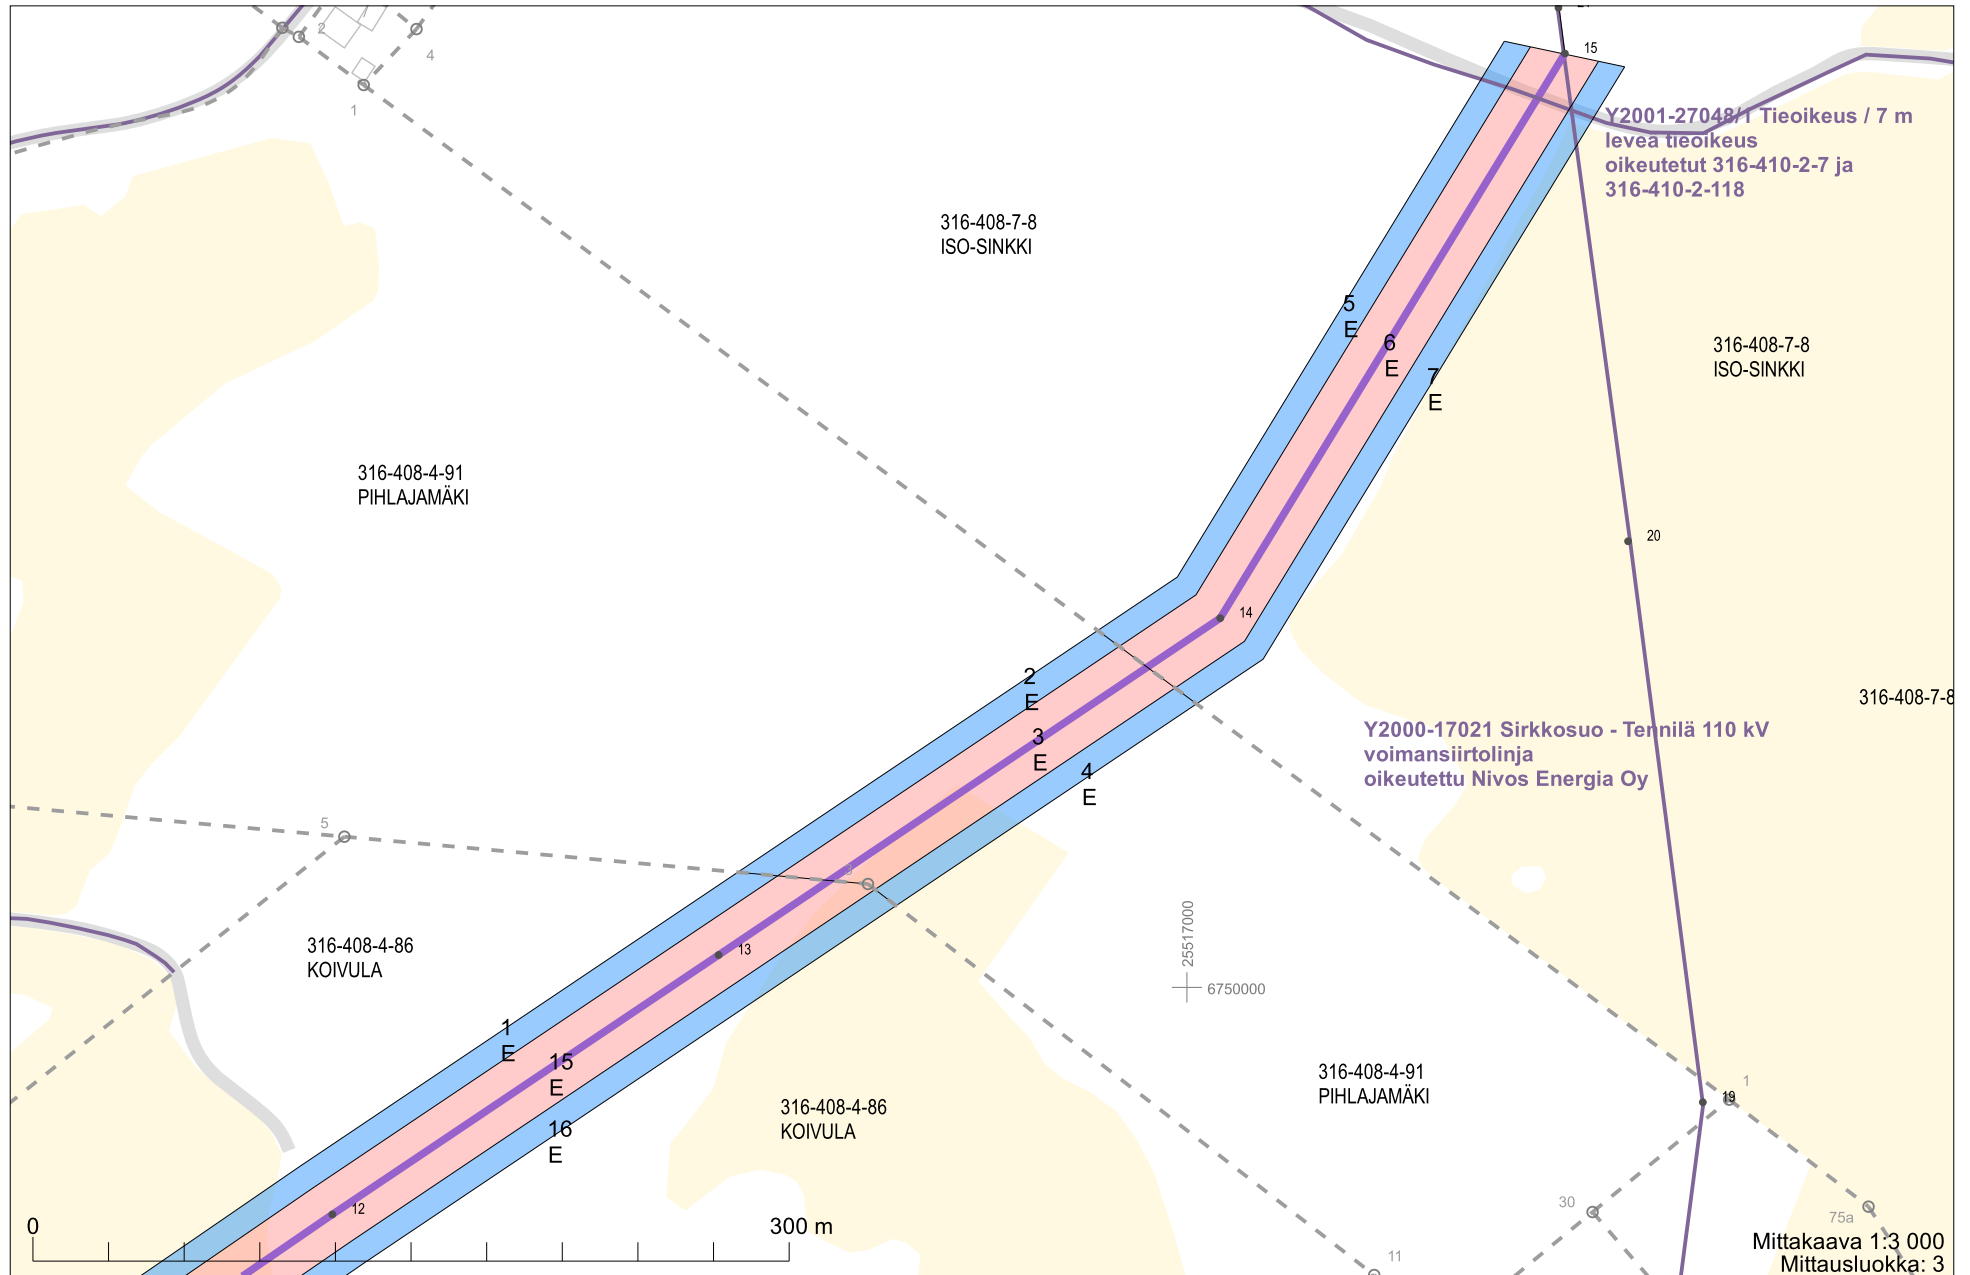 2
4
1
15
Y2001-27048/1 Tieoikeus / 7 m
leveä tieoikeus
oikeutetut 316-410-2-7 ja
316-410-2-118
316-408-7-8
ISO-SINKKI
5
E
6
E
7
E
316-408-7-8
ISO-SINKKI
316-408-4-91
PIHLAJAMÄKI
20
14
2
E
3
E
4
E
316-408-7-8
Y2000-17021 Sirkkosuo - Tennilä 110 kV
voimansiirtolinja
oikeutettu Nivos Energia Oy
5
13
316-408-4-86
KOIVULA
25517000
6750000
1
E
15
E
16
E
316-408-4-86
KOIVULA
316-408-4-91
PIHLAJAMÄKI
1
19
12
30
75a
11
0
300 m
Mittakaava 1:3 000
Mittausluokka: 3